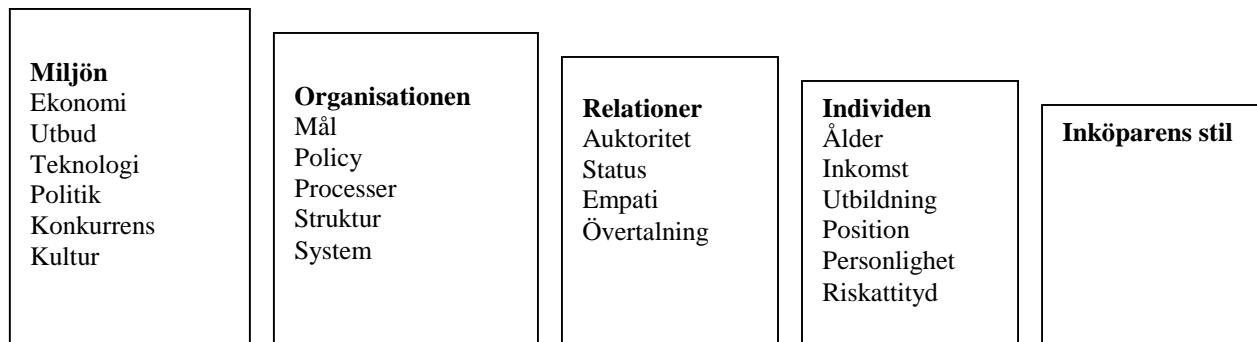 Miljön
Ekonomi
Utbud
Teknologi
Politik
Konkurrens
Kultur
Organisationen
Mål
Policy
Processer
Struktur
System
Relationer
Auktoritet
Status
Empati
Övertalning
Individen
Ålder
Inkomst
Utbildning
Position
Personlighet
Riskattityd
Inköparens stil